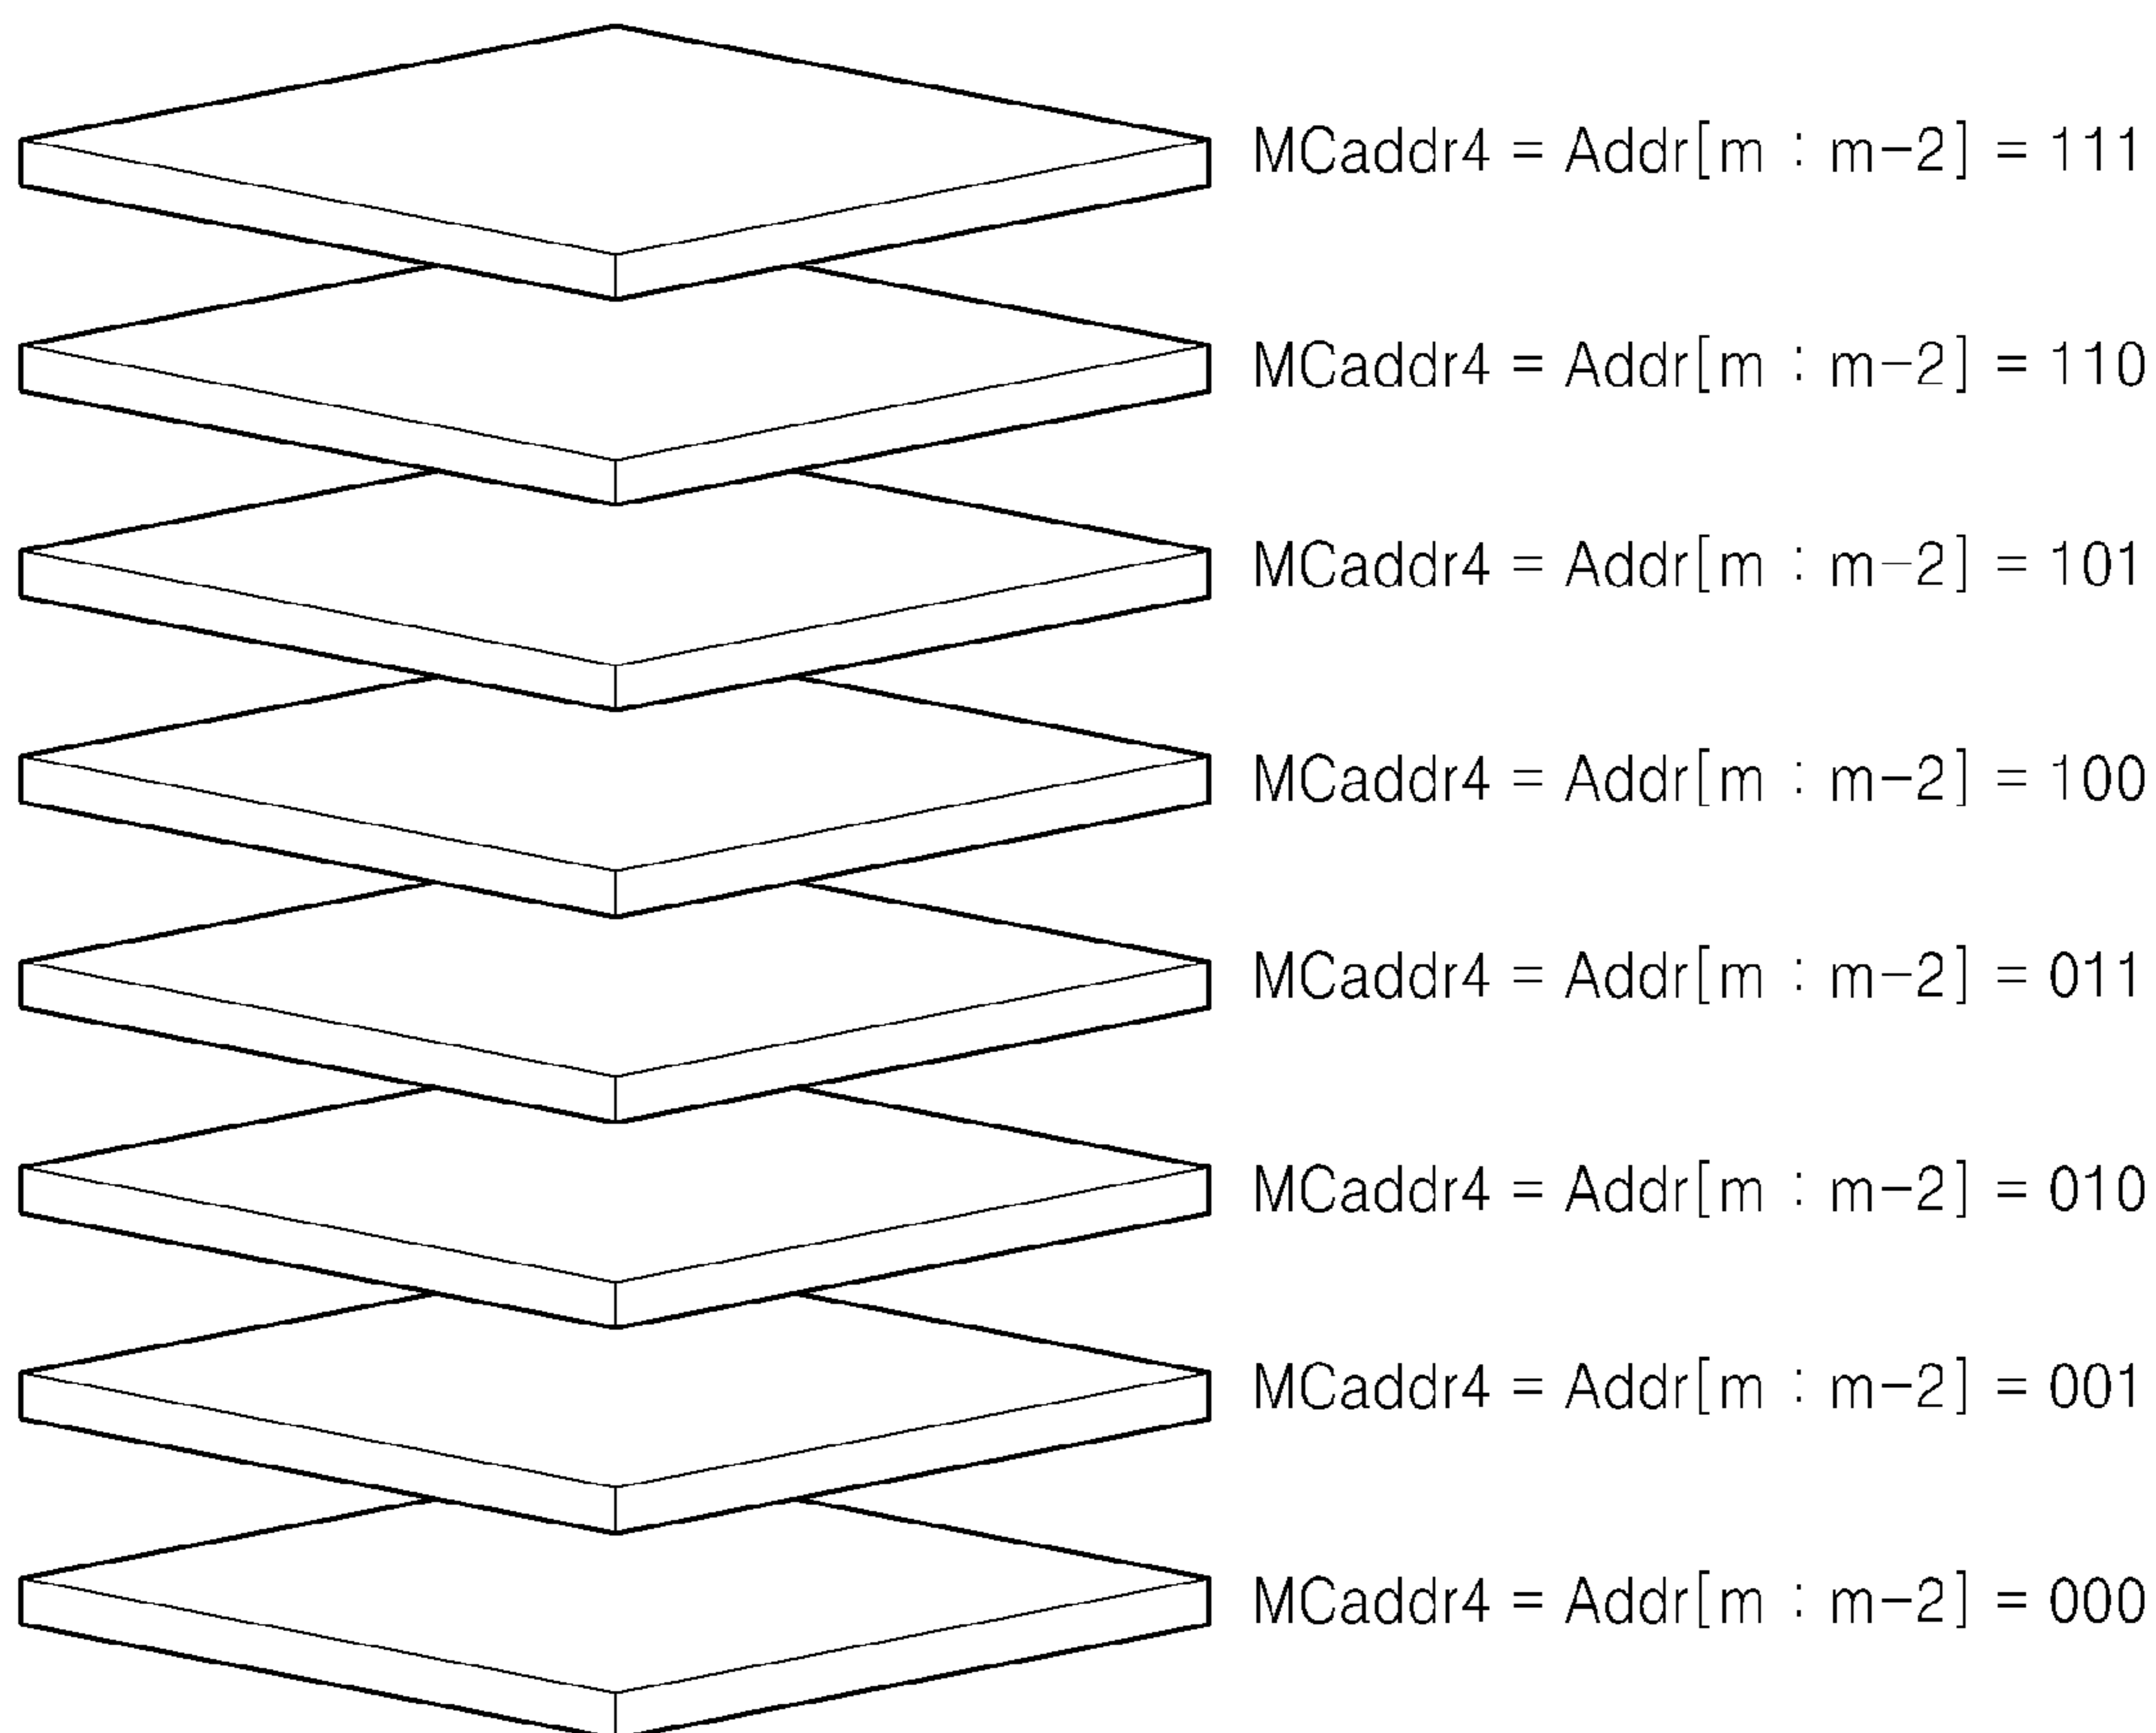 MCaddr4 = Addr[m : m-2] = 111
MCaddr4 = Addr[m : m-2] = 110
MCaddr4 = Addr[m : m-2] = 101
MCaddr4 = Addr[m : m-2] = 100
MCaddr4 = Addr[m : m-2] = 011
MCaddr4 = Addr[m : m-2] = 010
MCaddr4 = Addr[m : m-2] = 001
MCaddr4 = Addr[m : m-2] = 000